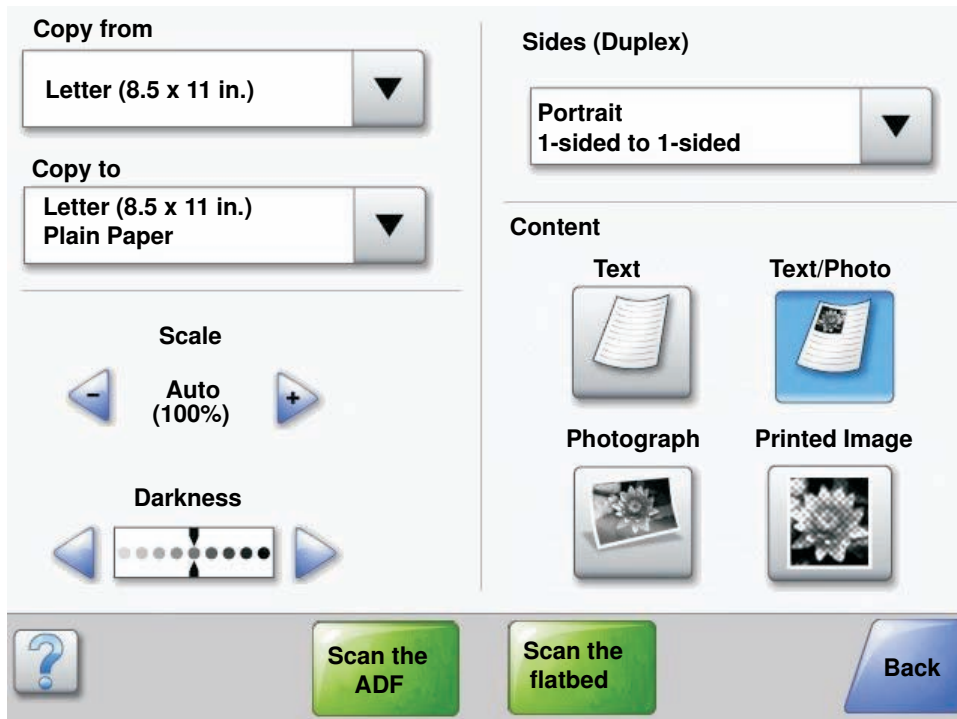 Copy from
Letter (8.5 x 11 in.)
Copy to
Letter (8.5 x 11 in.)
Plain Paper
Scale
-
Auto
(100%)
+
Darkness
Sides (Duplex)
Portrait
1-sided to 1-sided
Content
Text
Text/Photo
Photograph
Printed Image
?
Scan the
ADF
Scan the
flatbed
Back